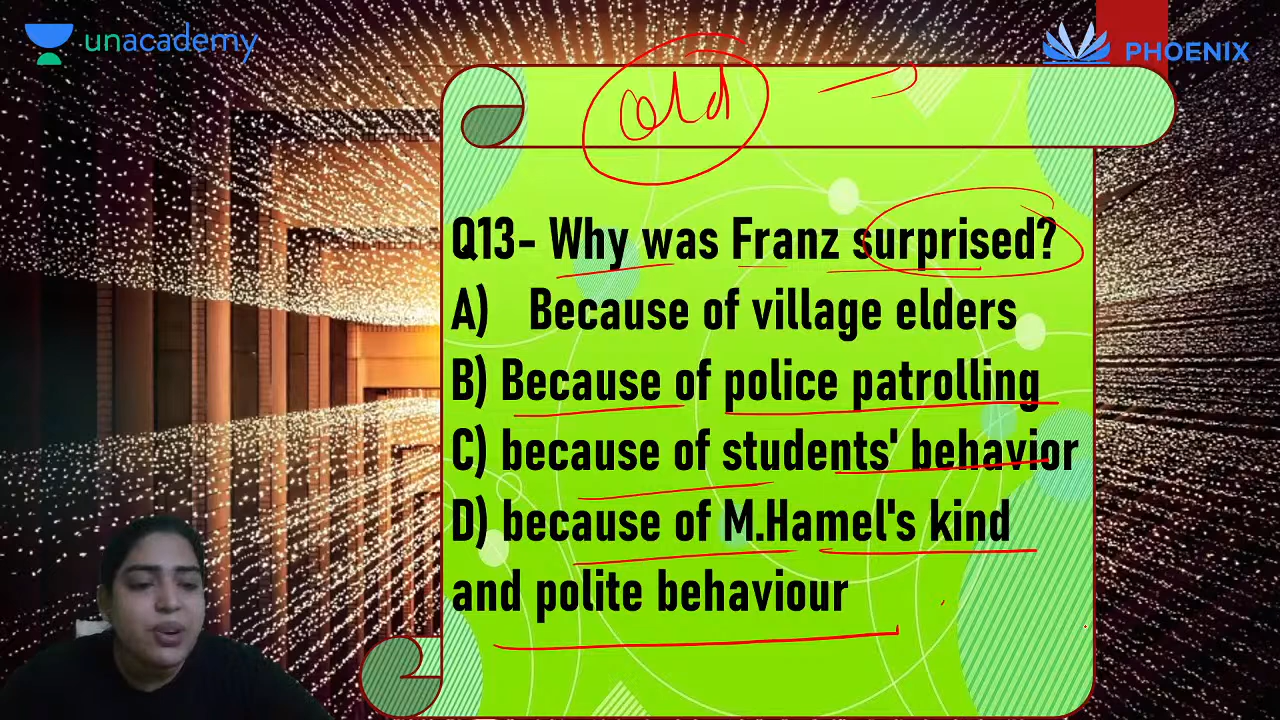 unacademy
PHOENIX
old
Q13- Why was Franz surprised?
A) Because of village elders
B) Because of police patrolling
C) because of students' behavior
D) because of M.Hamel's kind
and polite behaviour